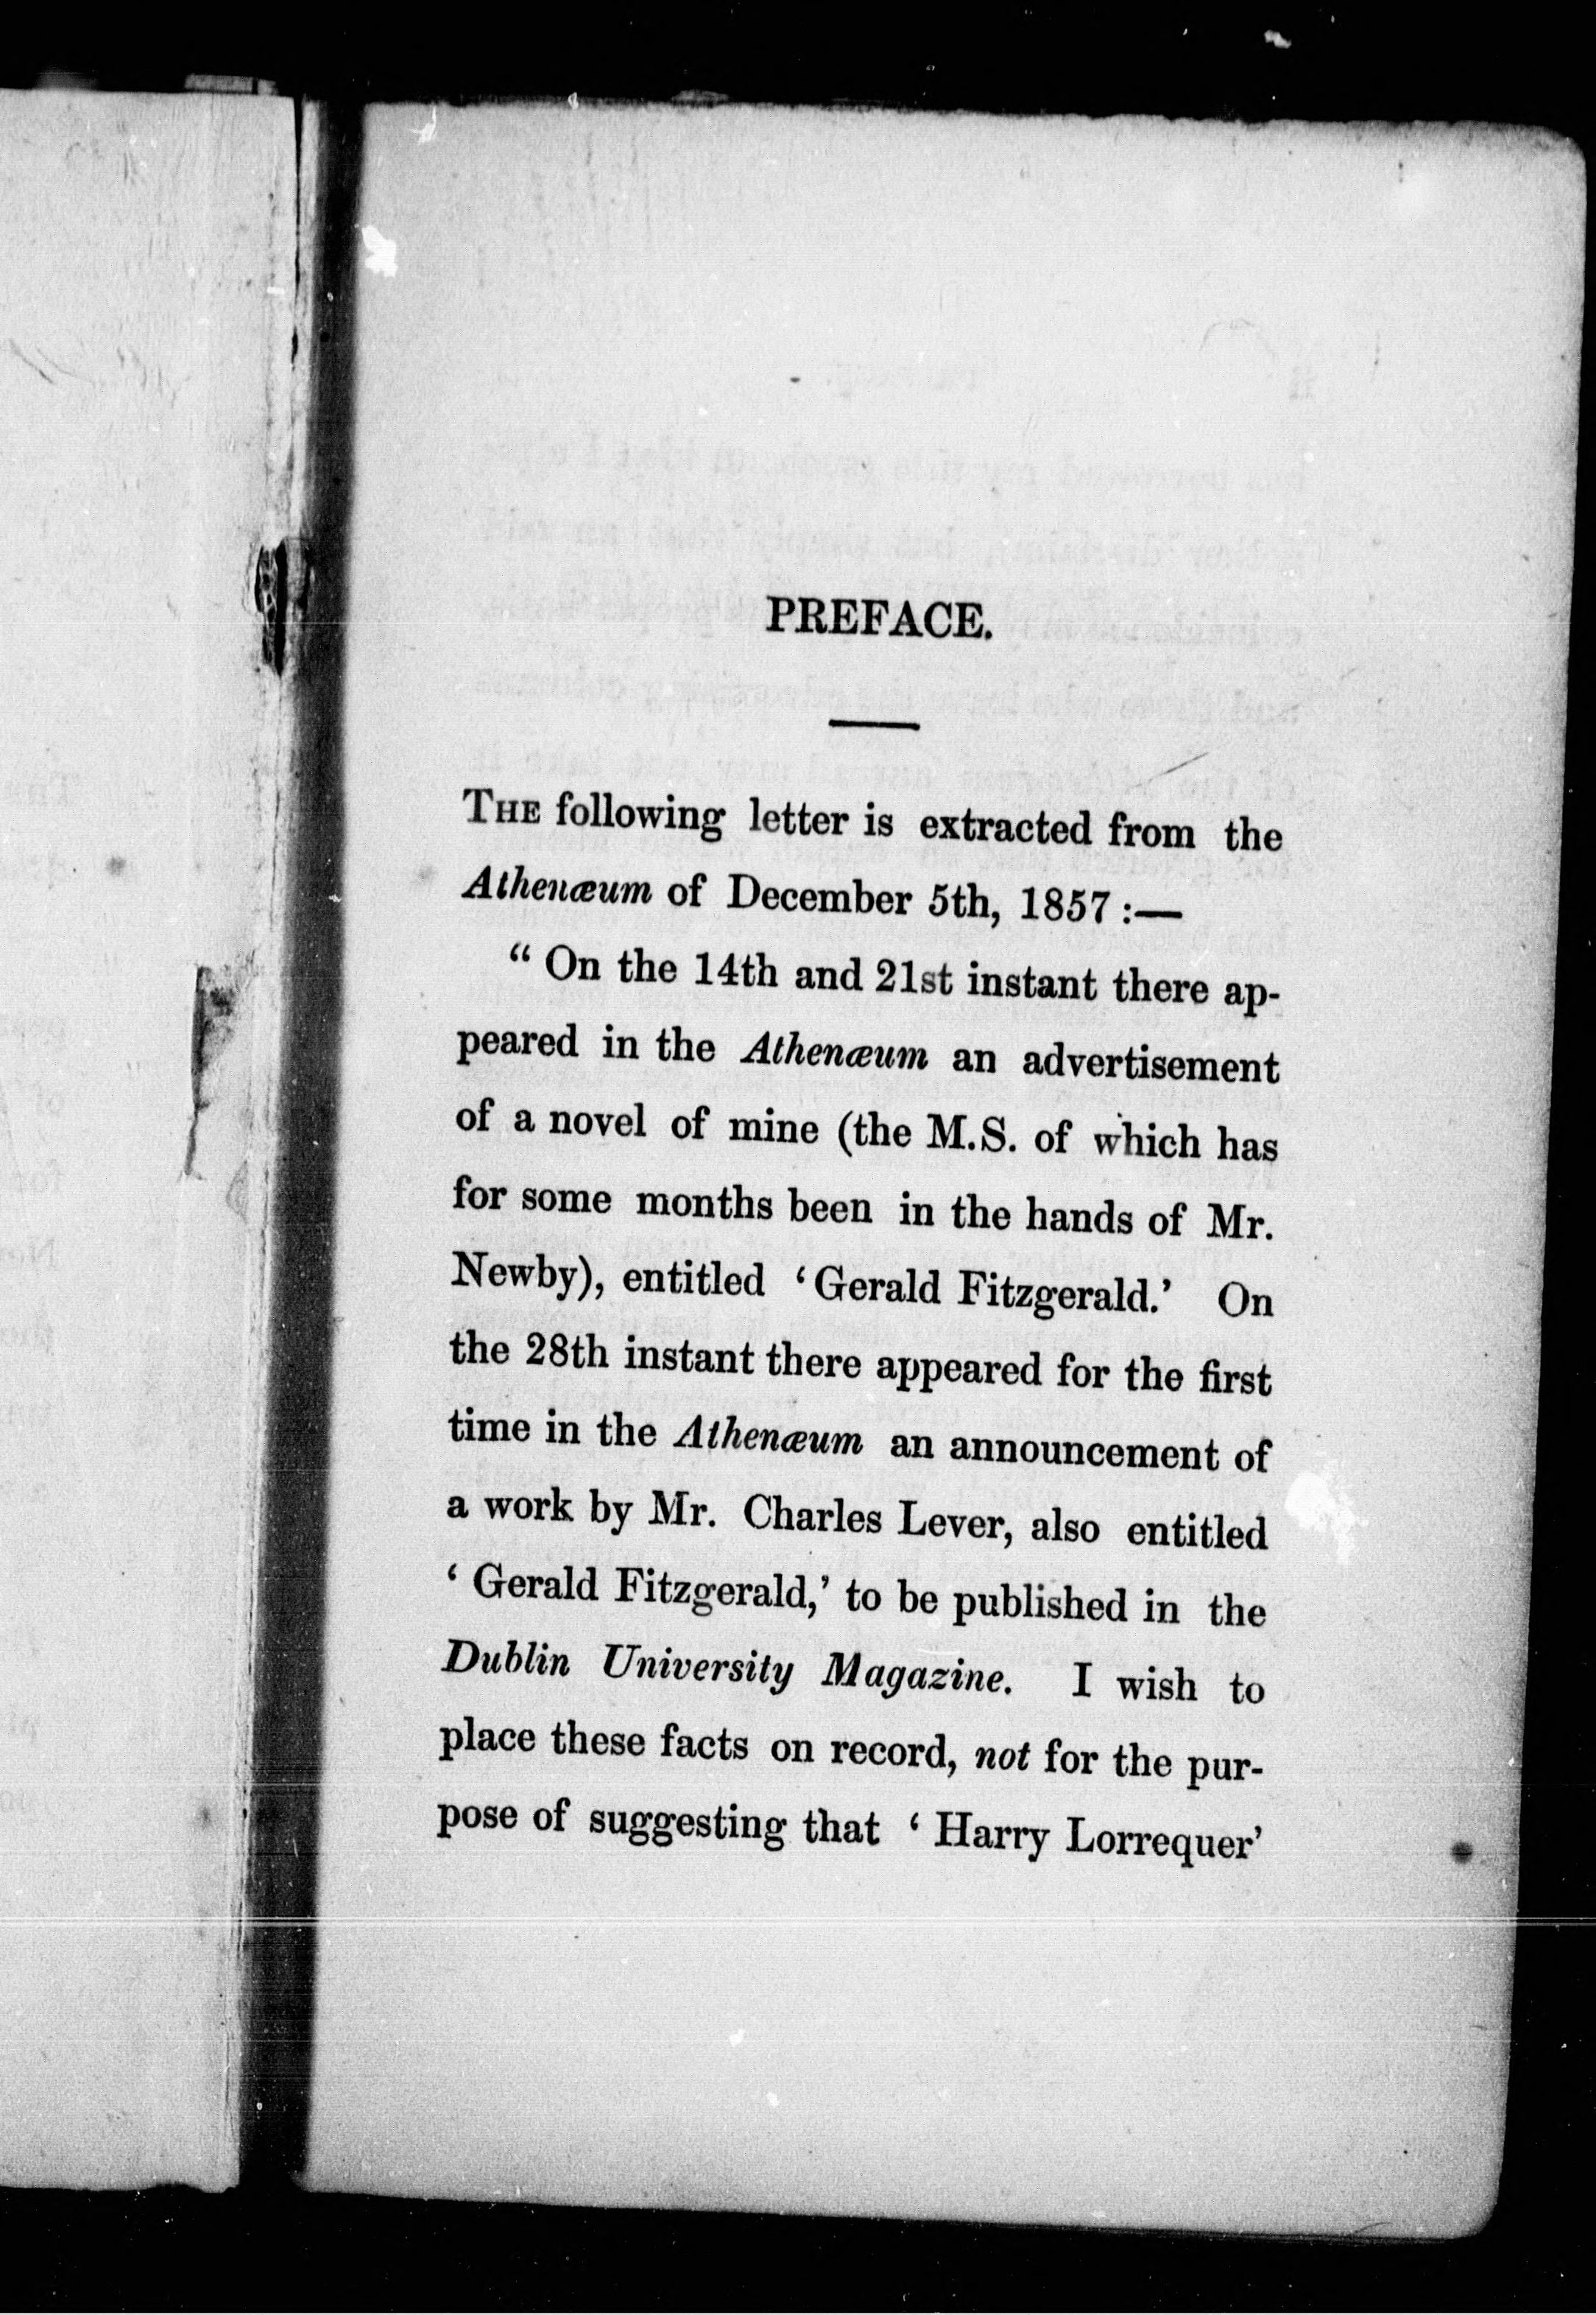 PREFACE.
THE following letter is extracted from the
Athenæum of December 5th, 1857 :—
“ On the 14th and 21st instant there ap-
peared in the Athenæum an advertisement
of a novel of mine (the M.S. of which has
for some months been in the hands of Mr.
Newby), entitled ‘ Gerald Fitzgerald.’ On
the 28th instant there appeared for the first
time in the Athenæum an announcement of
a work by Mr. Charles Lever, also entitled
‘ Gerald Fitzgerald,’ to be published in the
Dublin University Magazine. I wish to
place these facts on record, not for the pur-
pose of suggesting that ‘ Harry Lorrequer’